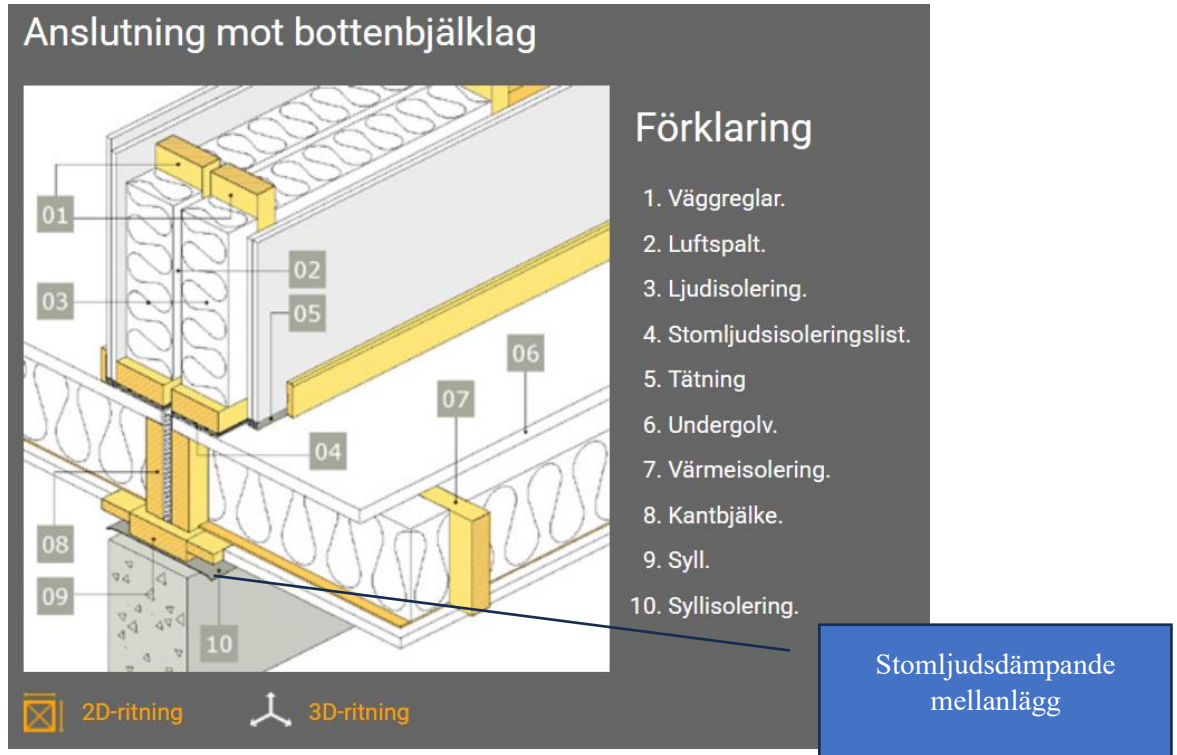 Anslutning mot bottenbjälklag
01
02
03
05
06
07
04
08
09
10
Förklaring
1. Väggreglar.
2. Luftspalt.
3. Ljudisolering.
4. Stomljudsisoleringslist.
5. Tätning
6. Undergolv.
7. Värmeisolering.
8. Kantbjälke.
9. Syll.
10. Syllisolering.
Stomljudsdämpande
mellanlägg
2D-ritning
3D-ritning